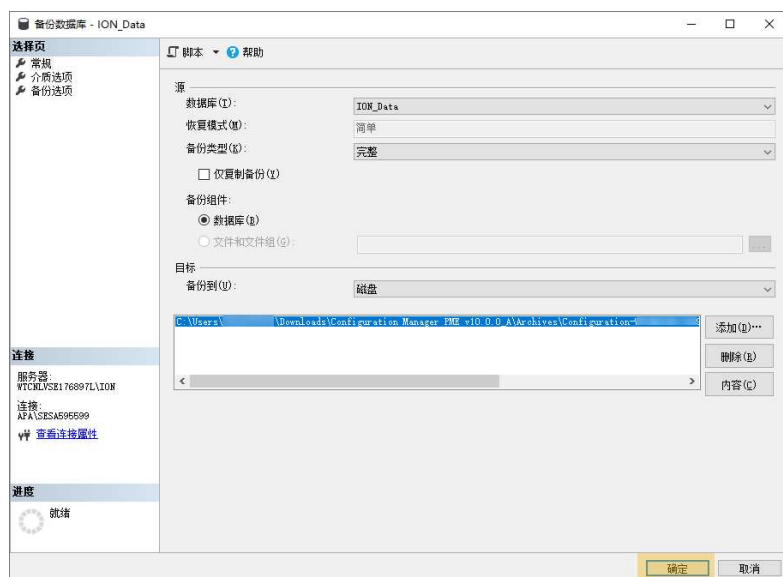 备份数据库 - ION_Data
选择页
常规
介质选项
备份选项
脚本 帮助
源
数据库(T): ION_Data
恢复模式(M): 简单
备份类型(K): 完整
仅复制备份(Y)
备份组件:
数据库(B)
文件和文件组(G): ...
目标
备份到(U): 磁盘
C:\Users\ \Downloads\Configuration Manager PME v10.0.0_A\Archives\Configuration-
添加(D)...
删除(R)
内容(C)
连接
服务器:
WTCNLVSE176897L\ION
连接:
APA\SESA595599
查看连接属性
进度
就绪
确定 取消